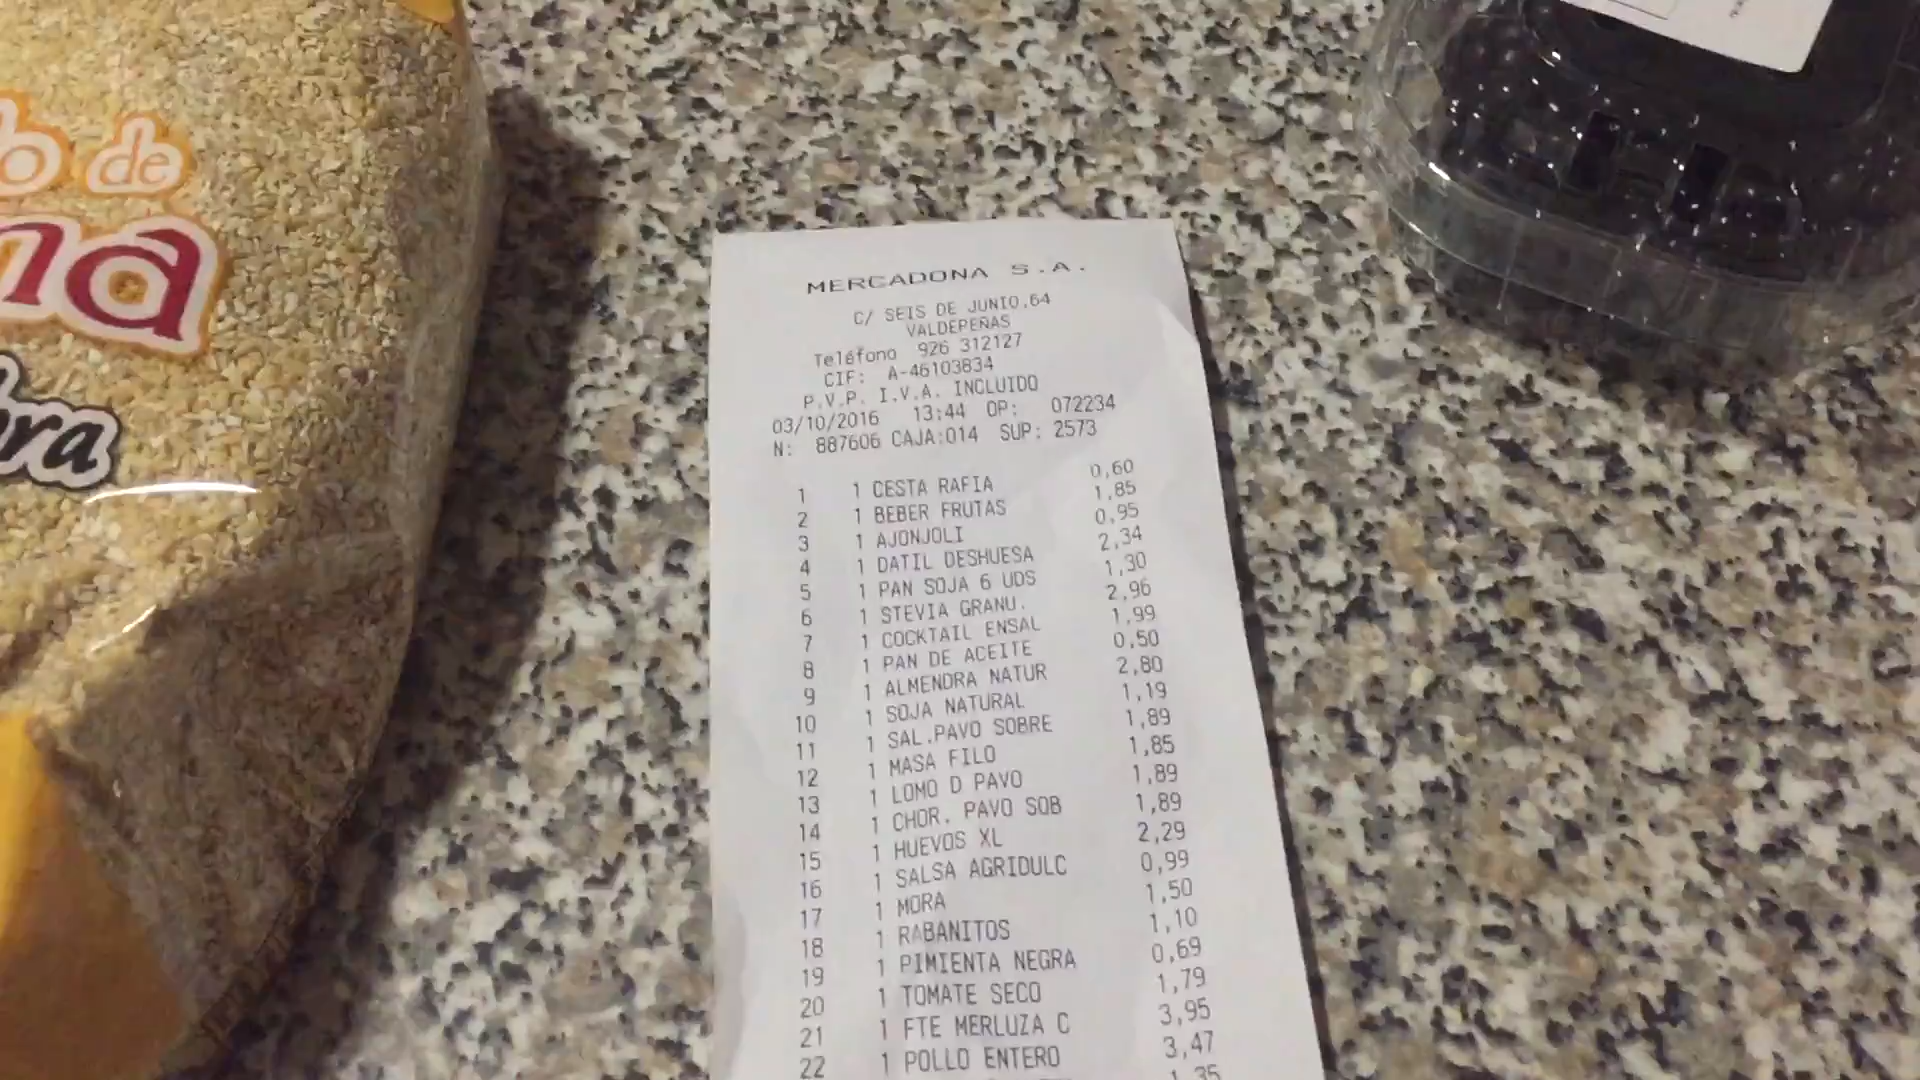 o de
na
bra
MERCADONA S.A.
C/ SEIS DE JUNIO,64
VALDEPEÑAS
Teléfono 926 312127
CIF: A-46103834
P.V.P. I.V.A. INCLUIDO
03/10/2016 13:44 OP: 072234
N: 887606 CAJA:014 SUP: 2573
1 1 CESTA RAFIA 0,60
2 1 BEBER FRUTAS 1,85
3 1 AJONJOLI 0,95
4 1 DATIL DESHUESA 2,34
5 1 PAN SOJA 6 UDS 1,30
6 1 STEVIA GRANU. 2,96
7 1 COCKTAIL ENSAL 1,99
8 1 PAN DE ACEITE 0,50
9 1 ALMENDRA NATUR 2,80
10 1 SOJA NATURAL 1,19
11 1 SAL.PAVO SOBRE 1,89
12 1 MASA FILO 1,85
13 1 LOMO D PAVO 1,89
14 1 CHOR. PAVO SOB 1,89
15 1 HUEVOS XL 2,29
16 1 SALSA AGRIDULC 0,99
17 1 MORA 1,50
18 1 RABANITOS 1,10
19 1 PIMIENTA NEGRA 0,69
20 1 TOMATE SECO 1,79
21 1 FTE MERLUZA C 3,95
22 1 POLLO ENTERO 3,47
1,35